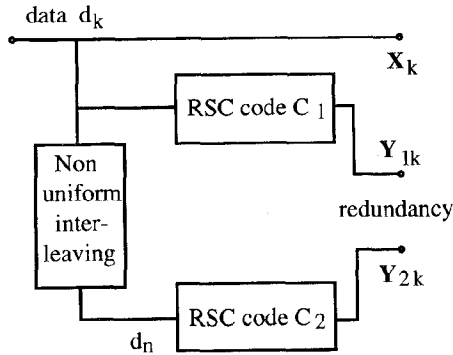 data d_k
X_k
RSC code C_1
Y_1k
Non
uniform
inter-
leaving
redundancy
Y_2k
RSC code C_2
d_n